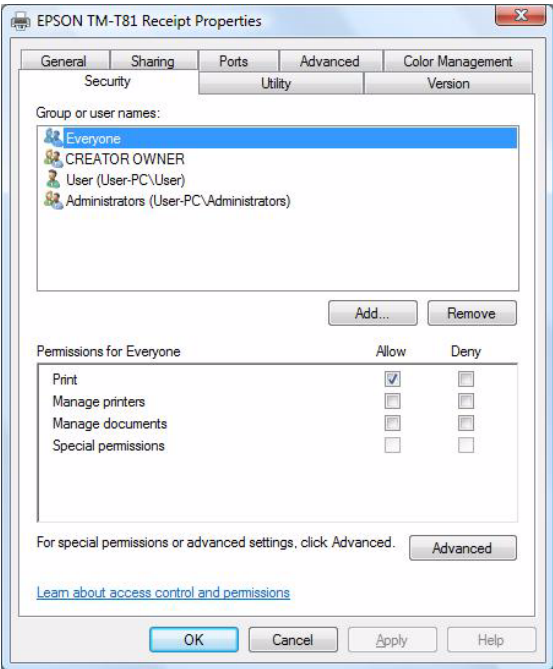 EPSON TM-T81 Receipt Properties
General Sharing Ports Advanced Color Management
Security Utility Version
Group or user names:
Everyone
CREATOR OWNER
User (User-PC\User)
Administrators (User-PC\Administrators)
Add... Remove
Permissions for Everyone Allow Deny
Print
Manage printers
Manage documents
Special permissions
For special permissions or advanced settings, click Advanced. Advanced
Learn about access control and permissions
OK Cancel Apply Help